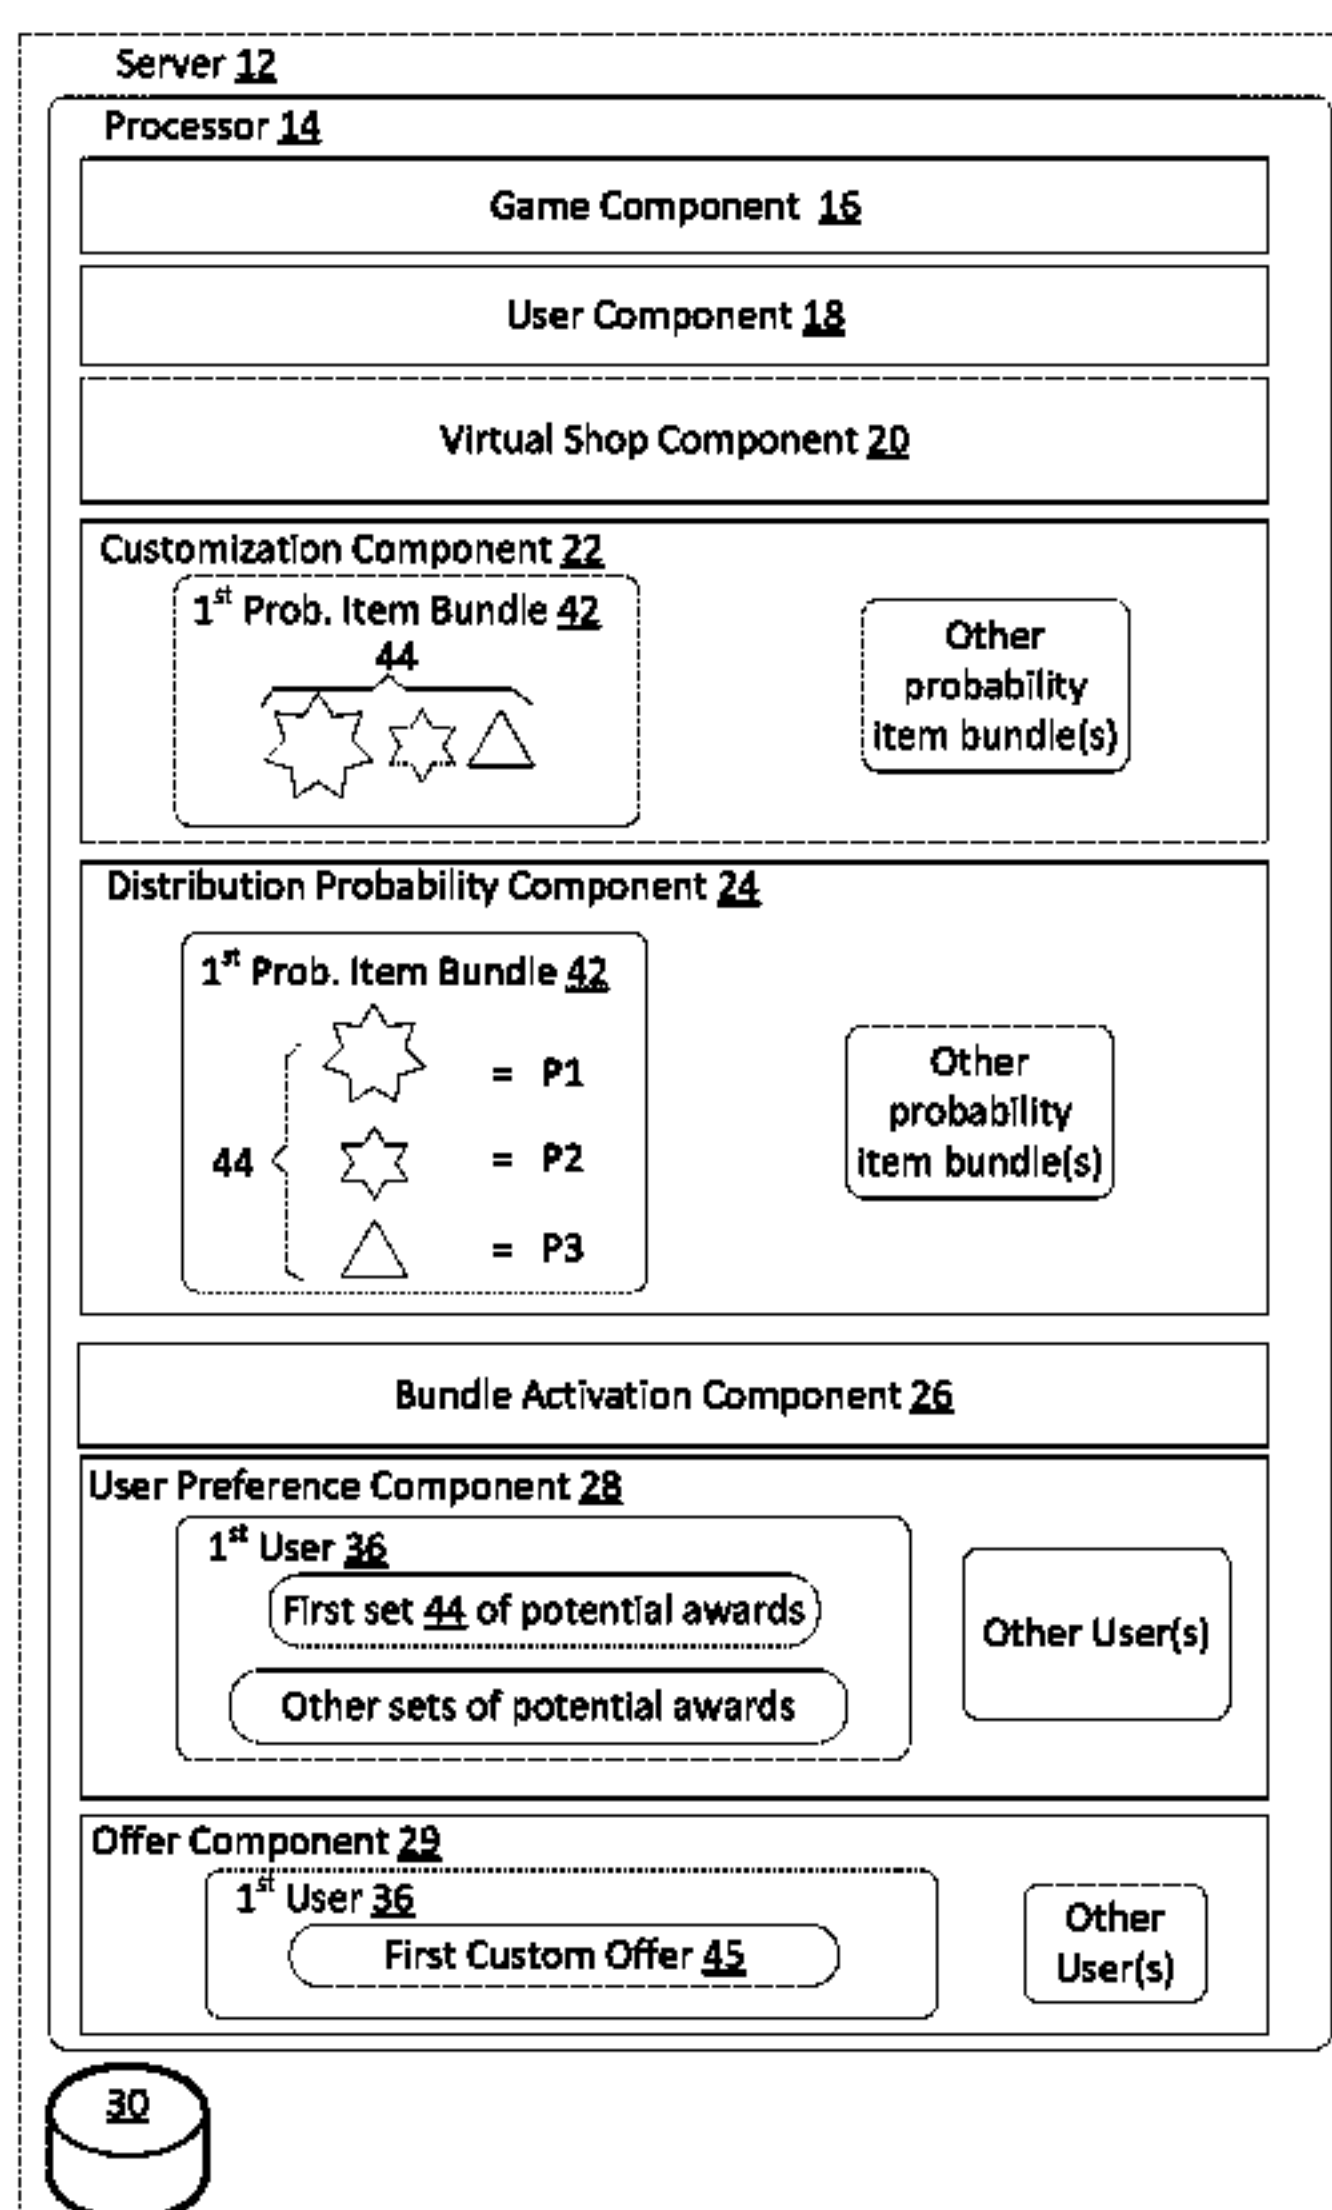 Server 12
Processor 14
Game Component 16
User Component 18
Virtual Shop Component 20
Customization Component 22
1st Prob. Item Bundle 42
44
Other
probability
item bundle(s)
Distribution Probability Component 24
1st Prob. Item Bundle 42
= P1
44
= P2
= P3
Other
probability
item bundle(s)
Bundle Activation Component 26
User Preference Component 28
1st User 36
First set 44 of potential awards
Other sets of potential awards
Other User(s)
Offer Component 29
1st User 36
First Custom Offer 45
Other
User(s)
30